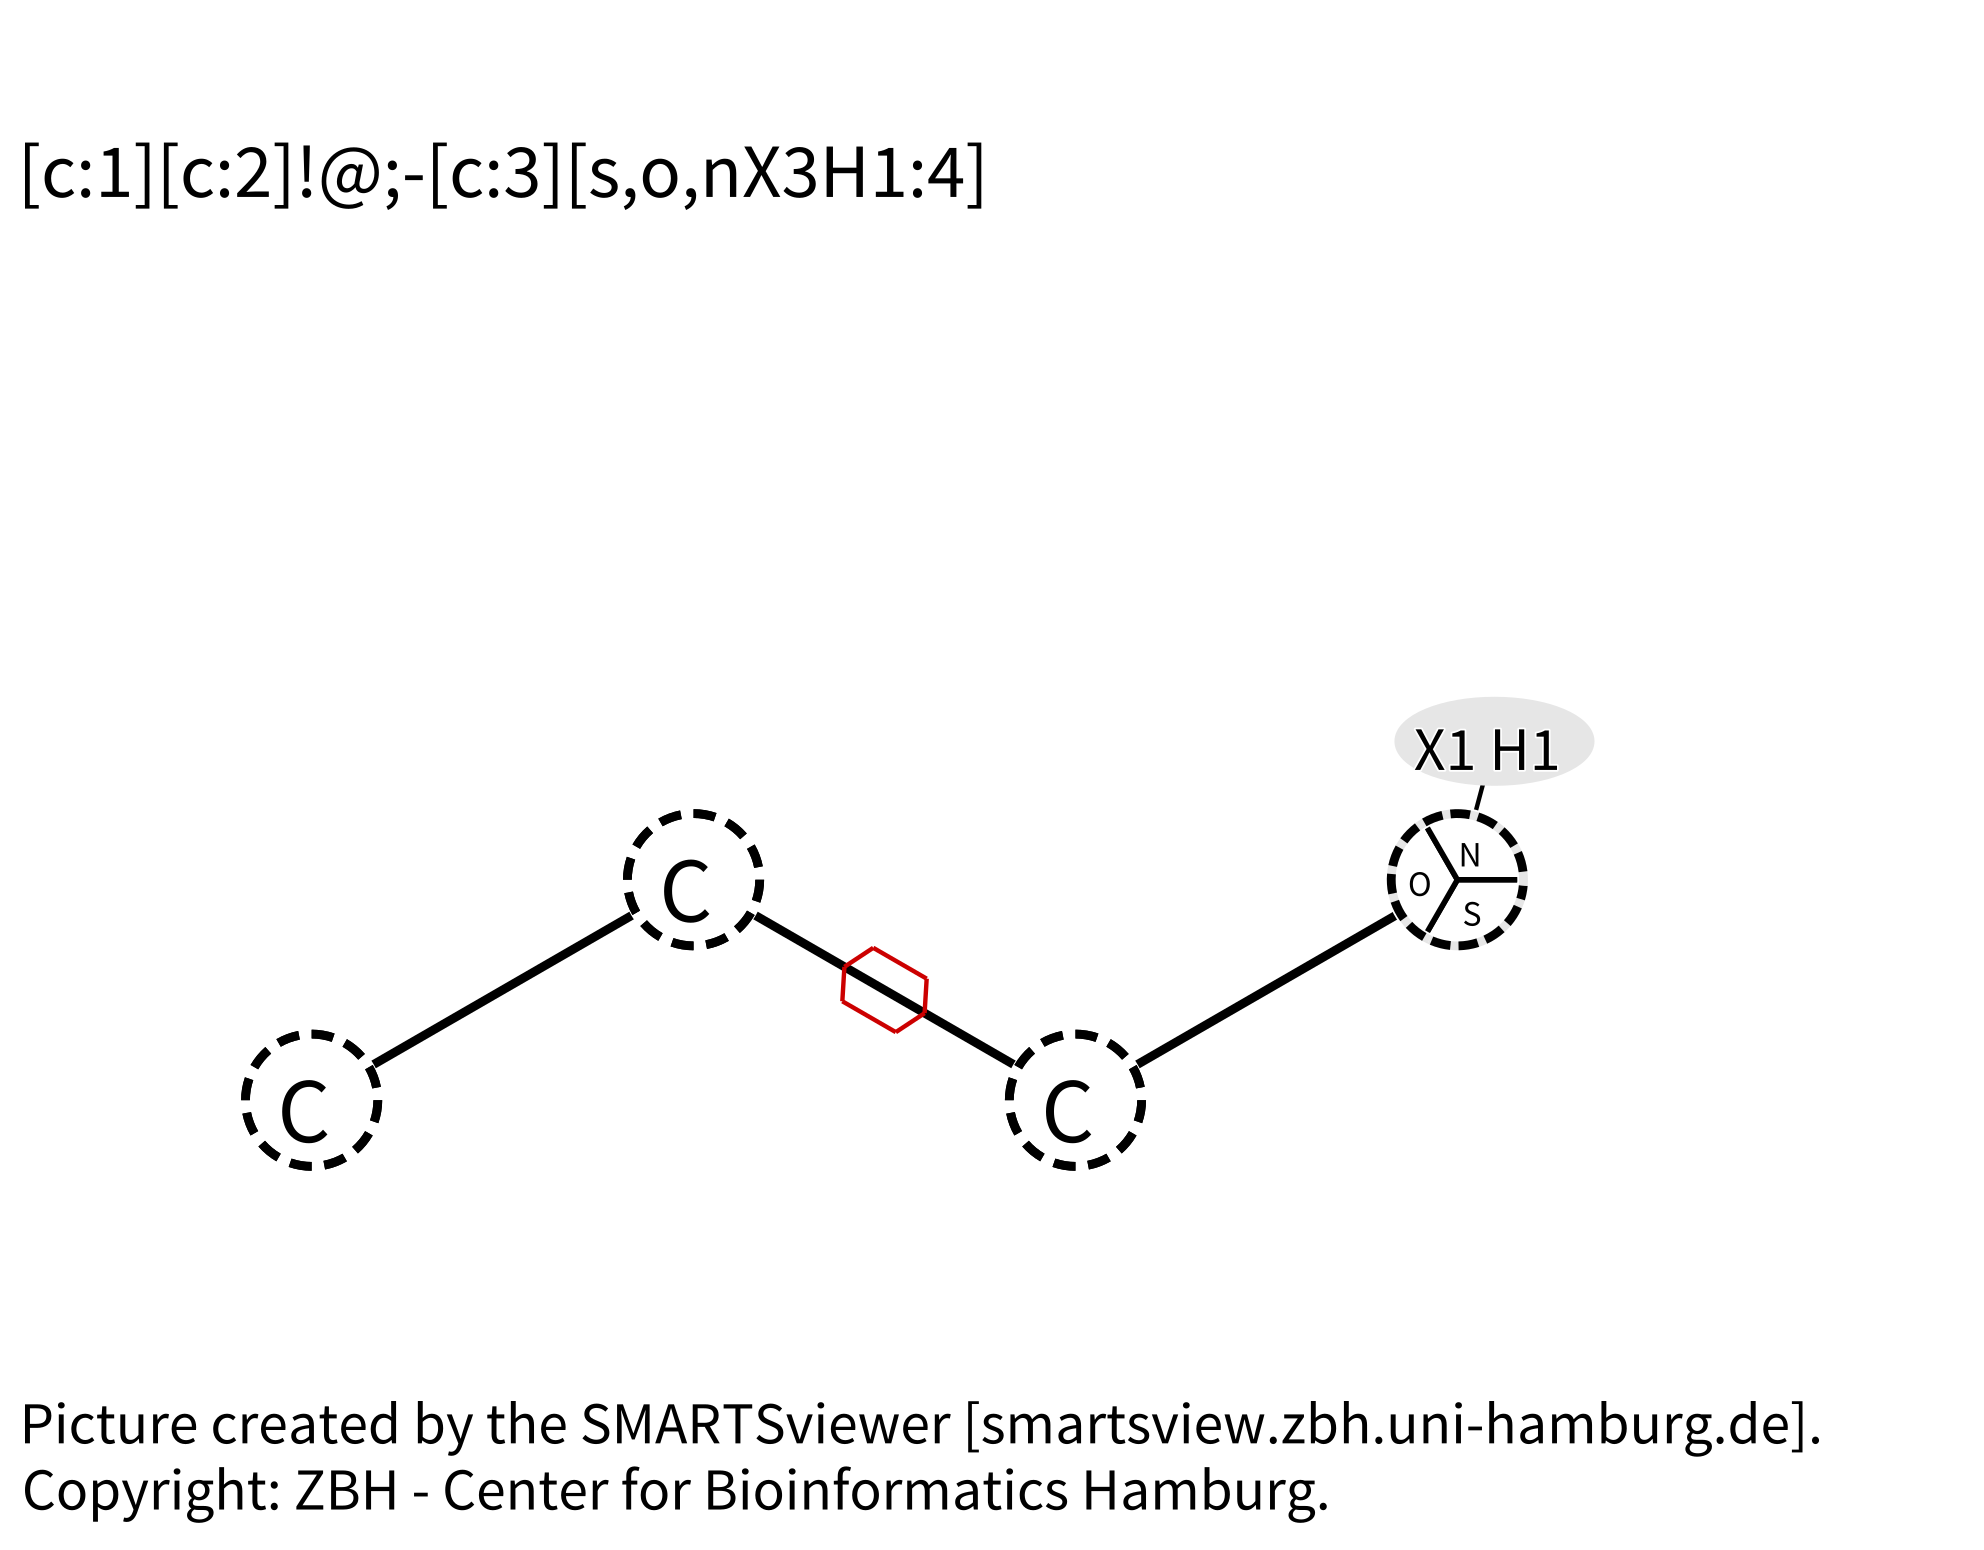 [c:1][c:2]!@;-[c:3][s,o,nX3H1:4]
X1 H1
C
N
O
S
C
C
Picture created by the SMARTSviewer [smartsview.zbh.uni-hamburg.de].
Copyright: ZBH - Center for Bioinformatics Hamburg.